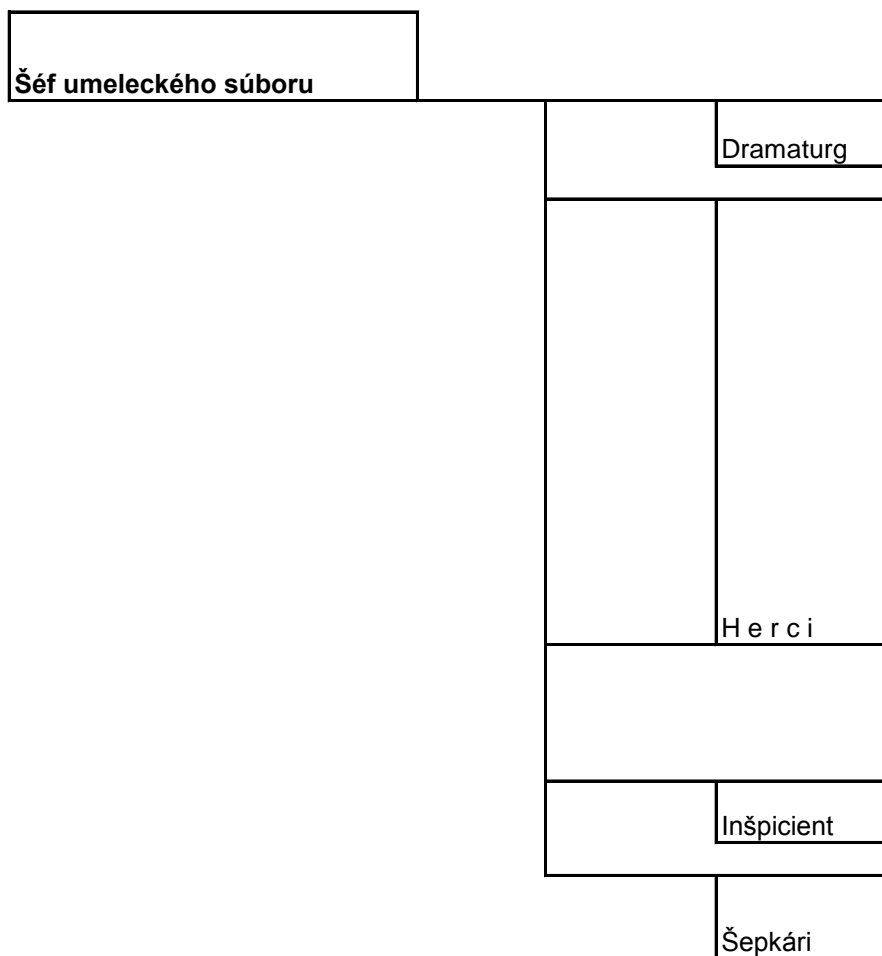 Šéf umeleckého súboru
Dramaturg
H e r c i
Inšpicient
Šepkári